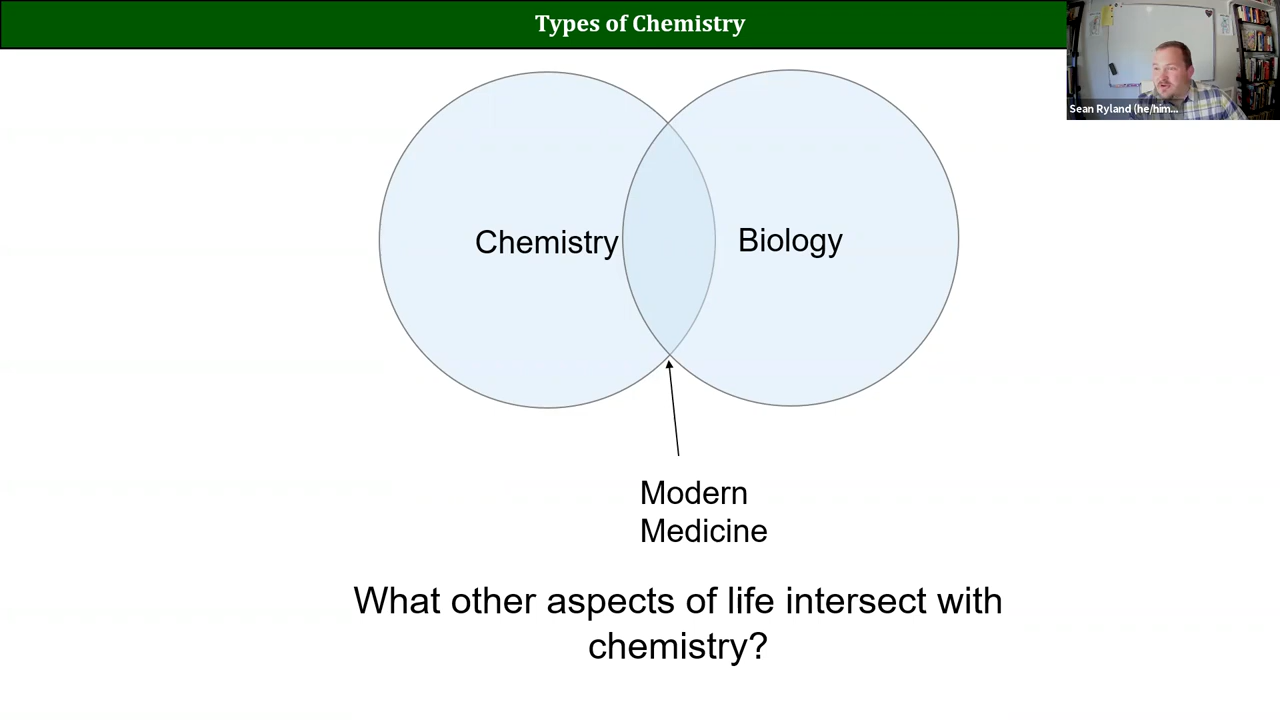 Types of Chemistry
Sean Ryland (he/him...
Chemistry
Biology
Modern
Medicine
What other aspects of life intersect with
chemistry?